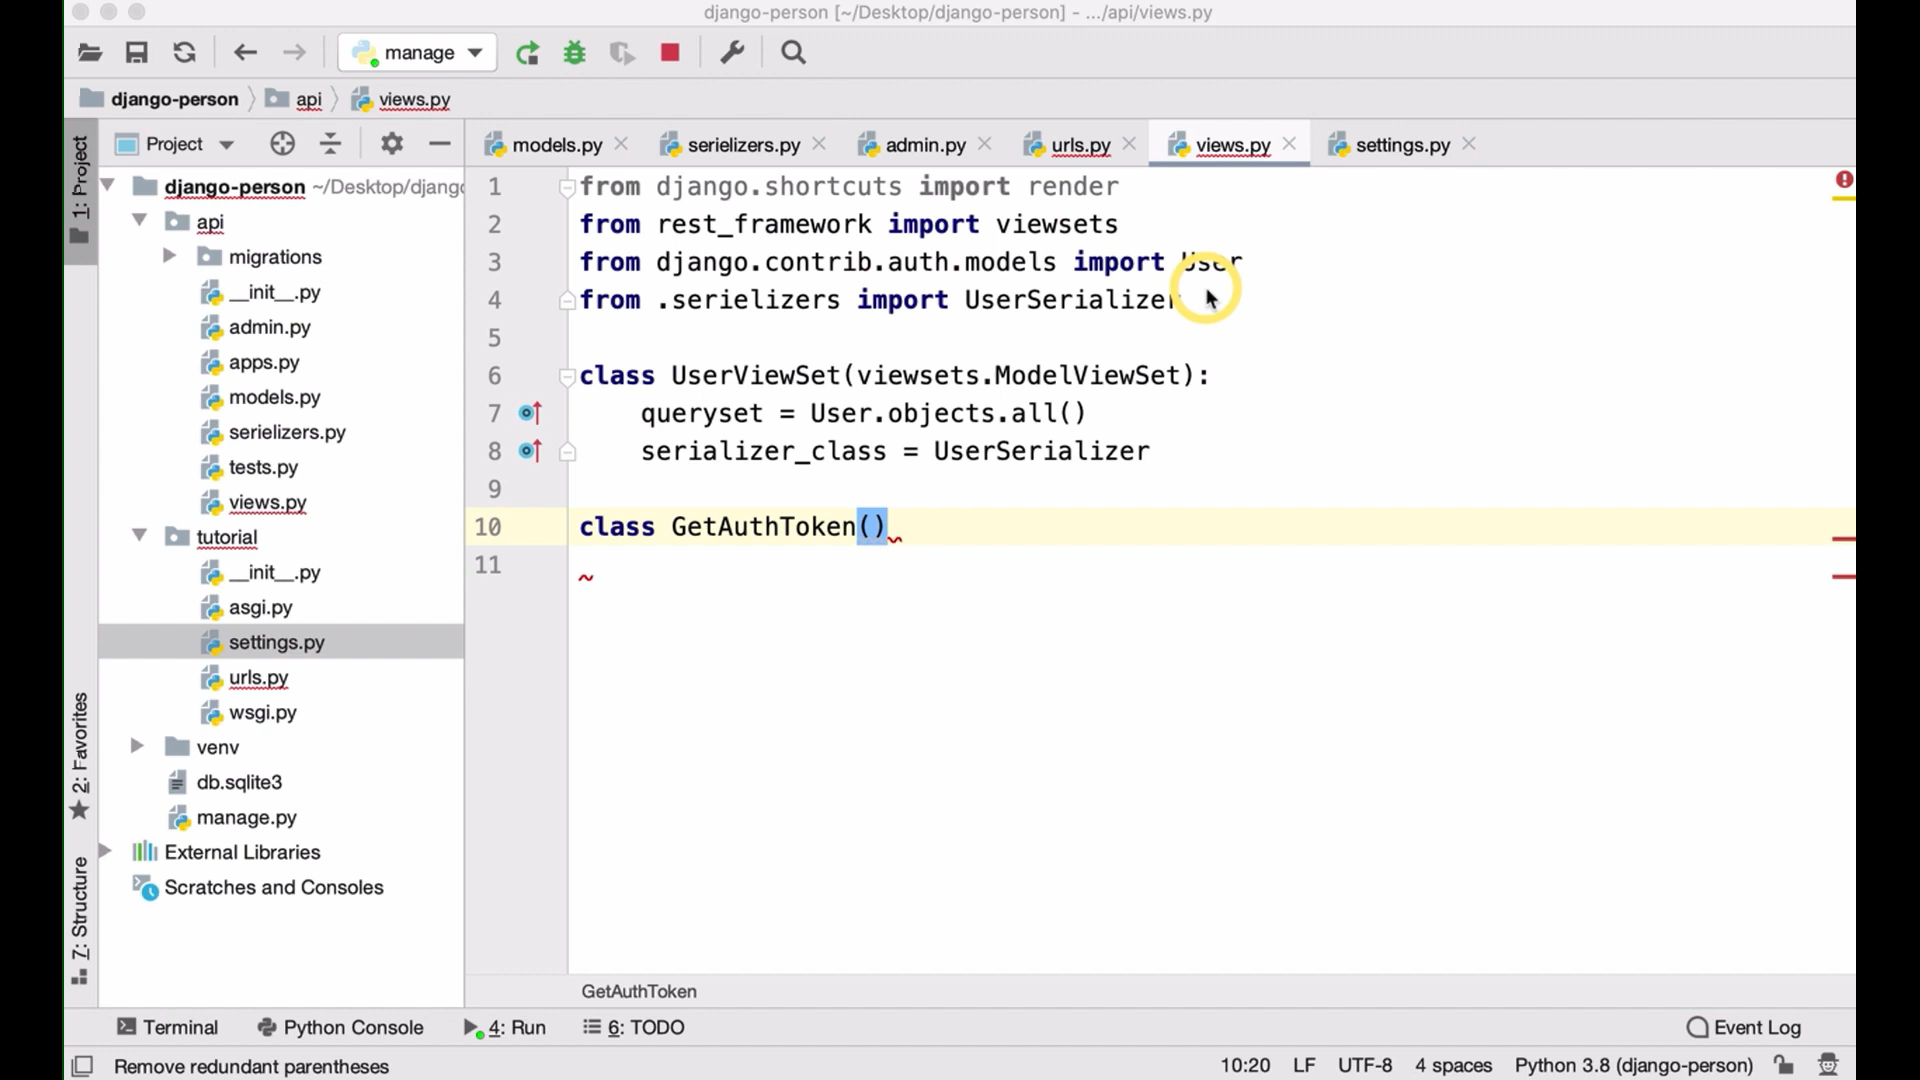 django-person [~/Desktop/django-person] - .../api/views.py
manage
django-person
api
views.py
1: Project
Project
models.py
serielizers.py
admin.py
urls.py
views.py
settings.py
django-person ~/Desktop/django
api
migrations
__init__.py
admin.py
apps.py
models.py
serielizers.py
tests.py
views.py
tutorial
__init__.py
asgi.py
settings.py
urls.py
wsgi.py
venv
db.sqlite3
manage.py
External Libraries
Scratches and Consoles
2: Favorites
7: Structure
1 from django.shortcuts import render
2 from rest_framework import viewsets
3 from django.contrib.auth.models import User
4 from .serielizers import UserSerializer
5
6 class UserViewSet(viewsets.ModelViewSet):
7 queryset = User.objects.all()
8 serializer_class = UserSerializer
9
10 class GetAuthToken()
11
GetAuthToken
Terminal
Python Console
4: Run
6: TODO
Event Log
Remove redundant parentheses
10:20
LF
UTF-8
4 spaces
Python 3.8 (django-person)